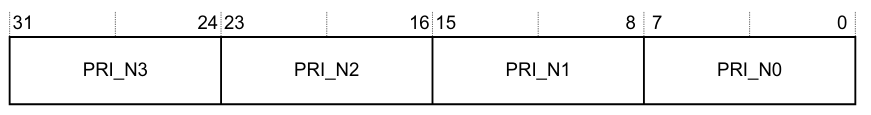 31 24 23 16 15 8 7 0
PRI_N3 PRI_N2 PRI_N1 PRI_N0